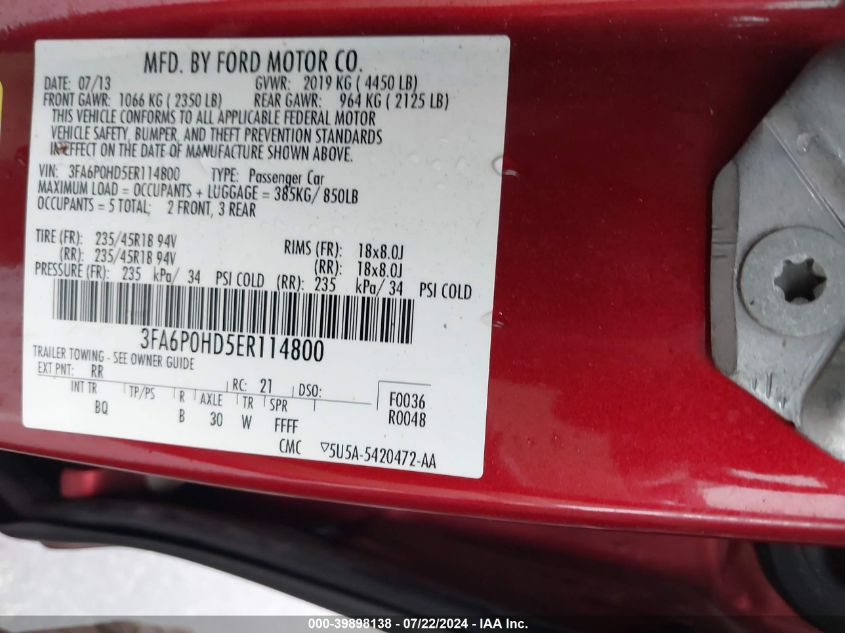 MFD. BY FORD MOTOR CO.
DATE: 07/13 GVWR: 2019 KG ( 4450 LB)
FRONT GAWR: 1066 KG ( 2350 LB) REAR GAWR: 964 KG ( 2125 LB)
THIS VEHICLE CONFORMS TO ALL APPLICABLE FEDERAL MOTOR
VEHICLE SAFETY, BUMPER, AND THEFT PREVENTION STANDARDS
IN EFFECT ON THE DATE OF MANUFACTURE SHOWN ABOVE.
VIN: 3FA6P0HD5ER114800 TYPE: Passenger Car
MAXIMUM LOAD = OCCUPANTS + LUGGAGE = 385KG/ 850LB
OCCUPANTS = 5 TOTAL; 2 FRONT, 3 REAR
TIRE (FR): 235/45R18 94V RIMS (FR): 18x8.0J
(RR): 235/45R18 94V (RR): 18x8.0J
PRESSURE (FR): 235 kPa/ 34 PSI COLD (RR): 235 kPa/ 34 PSI COLD
3FA6P0HD5ER114800
TRAILER TOWING - SEE OWNER GUIDE
EXT PNT: RR RC: 21 DSO: F0036
INT TR TP/PS R AXLE TR SPR R0048
BQ B 30 W FFFF
CMC ▽5U5A-5420472-AA
000-39898138 - 07/22/2024 - IAA Inc.